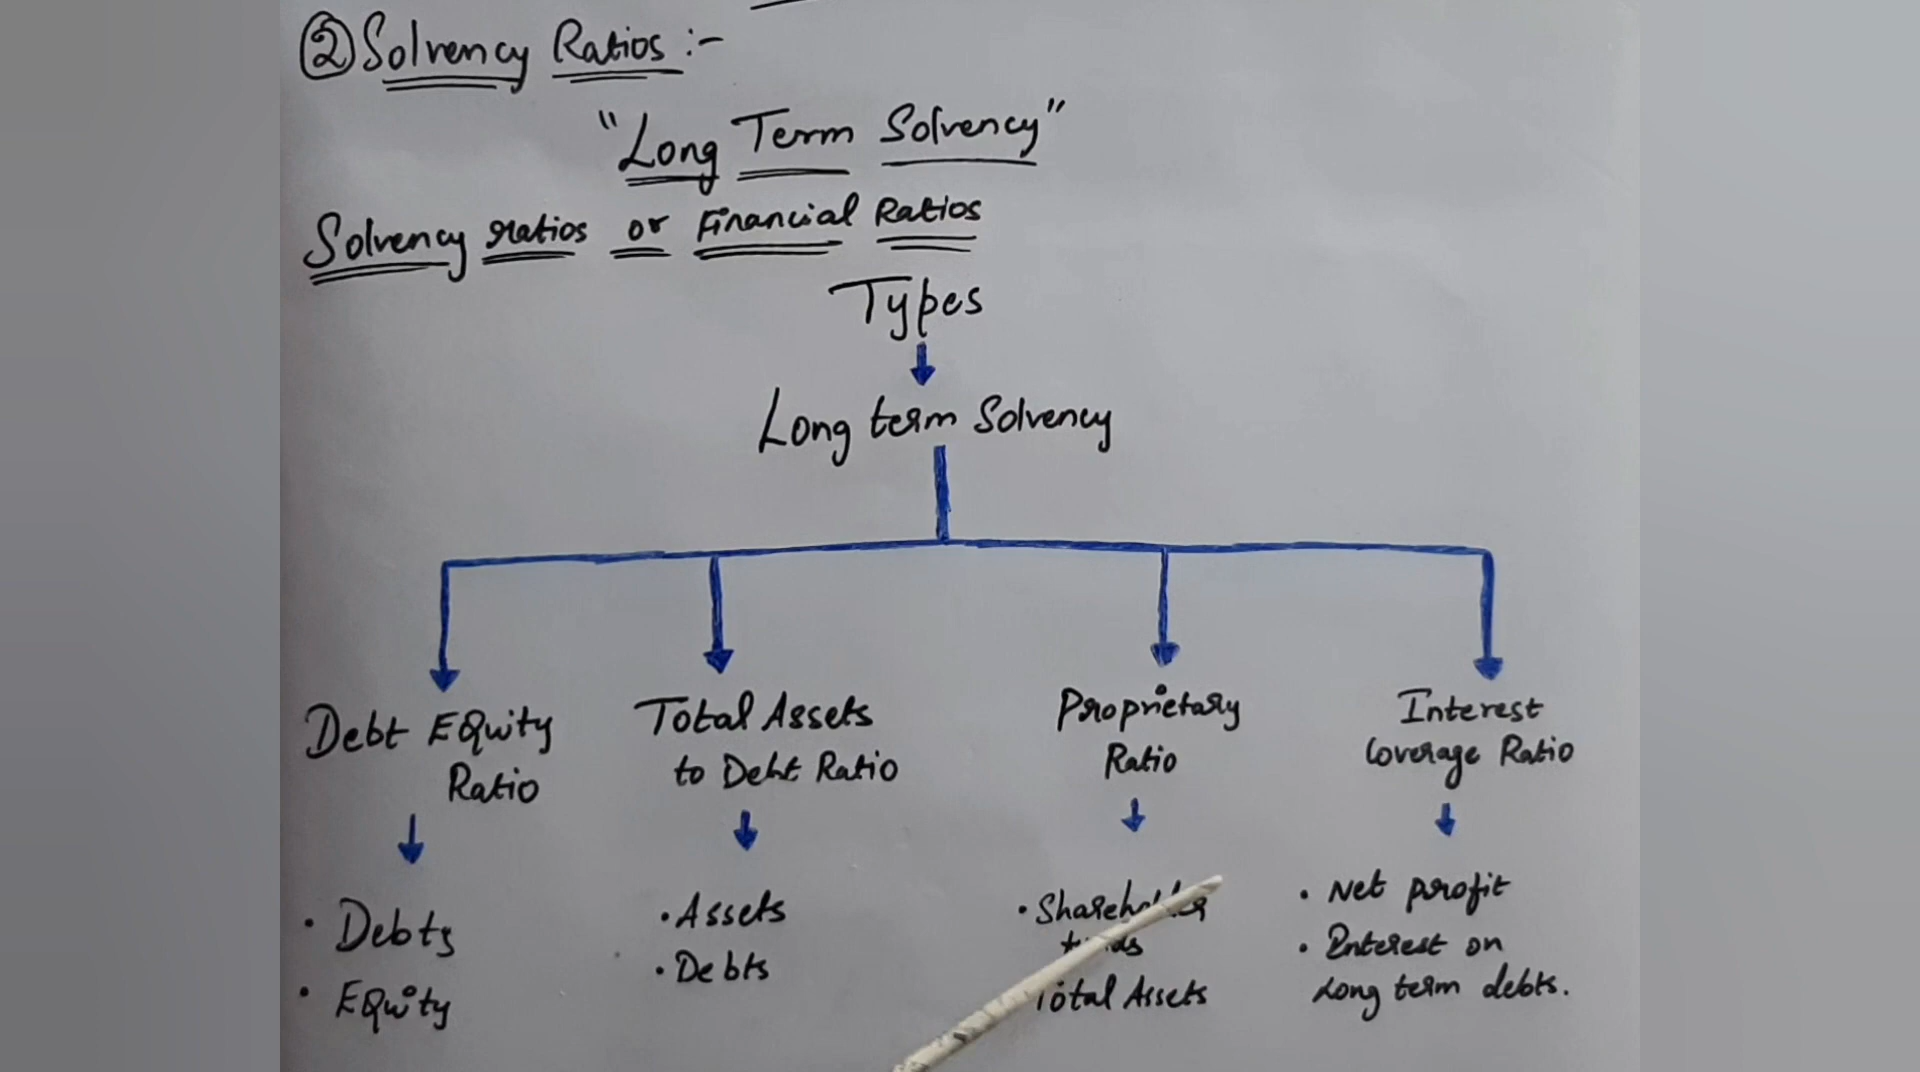 ② Solvency Ratios :-
"Long Term Solvency"
Solvency ratios or Financial Ratios
Types
Long term Solvency
Debt Equity
Ratio
Total Assets
to Debt Ratio
Proprietary
Ratio
Interest
Coverage Ratio
• Debts
• Equity
• Assets
• Debts
• Shareholder
Total Assets
• Net profit
• Interest on
Long term debts.